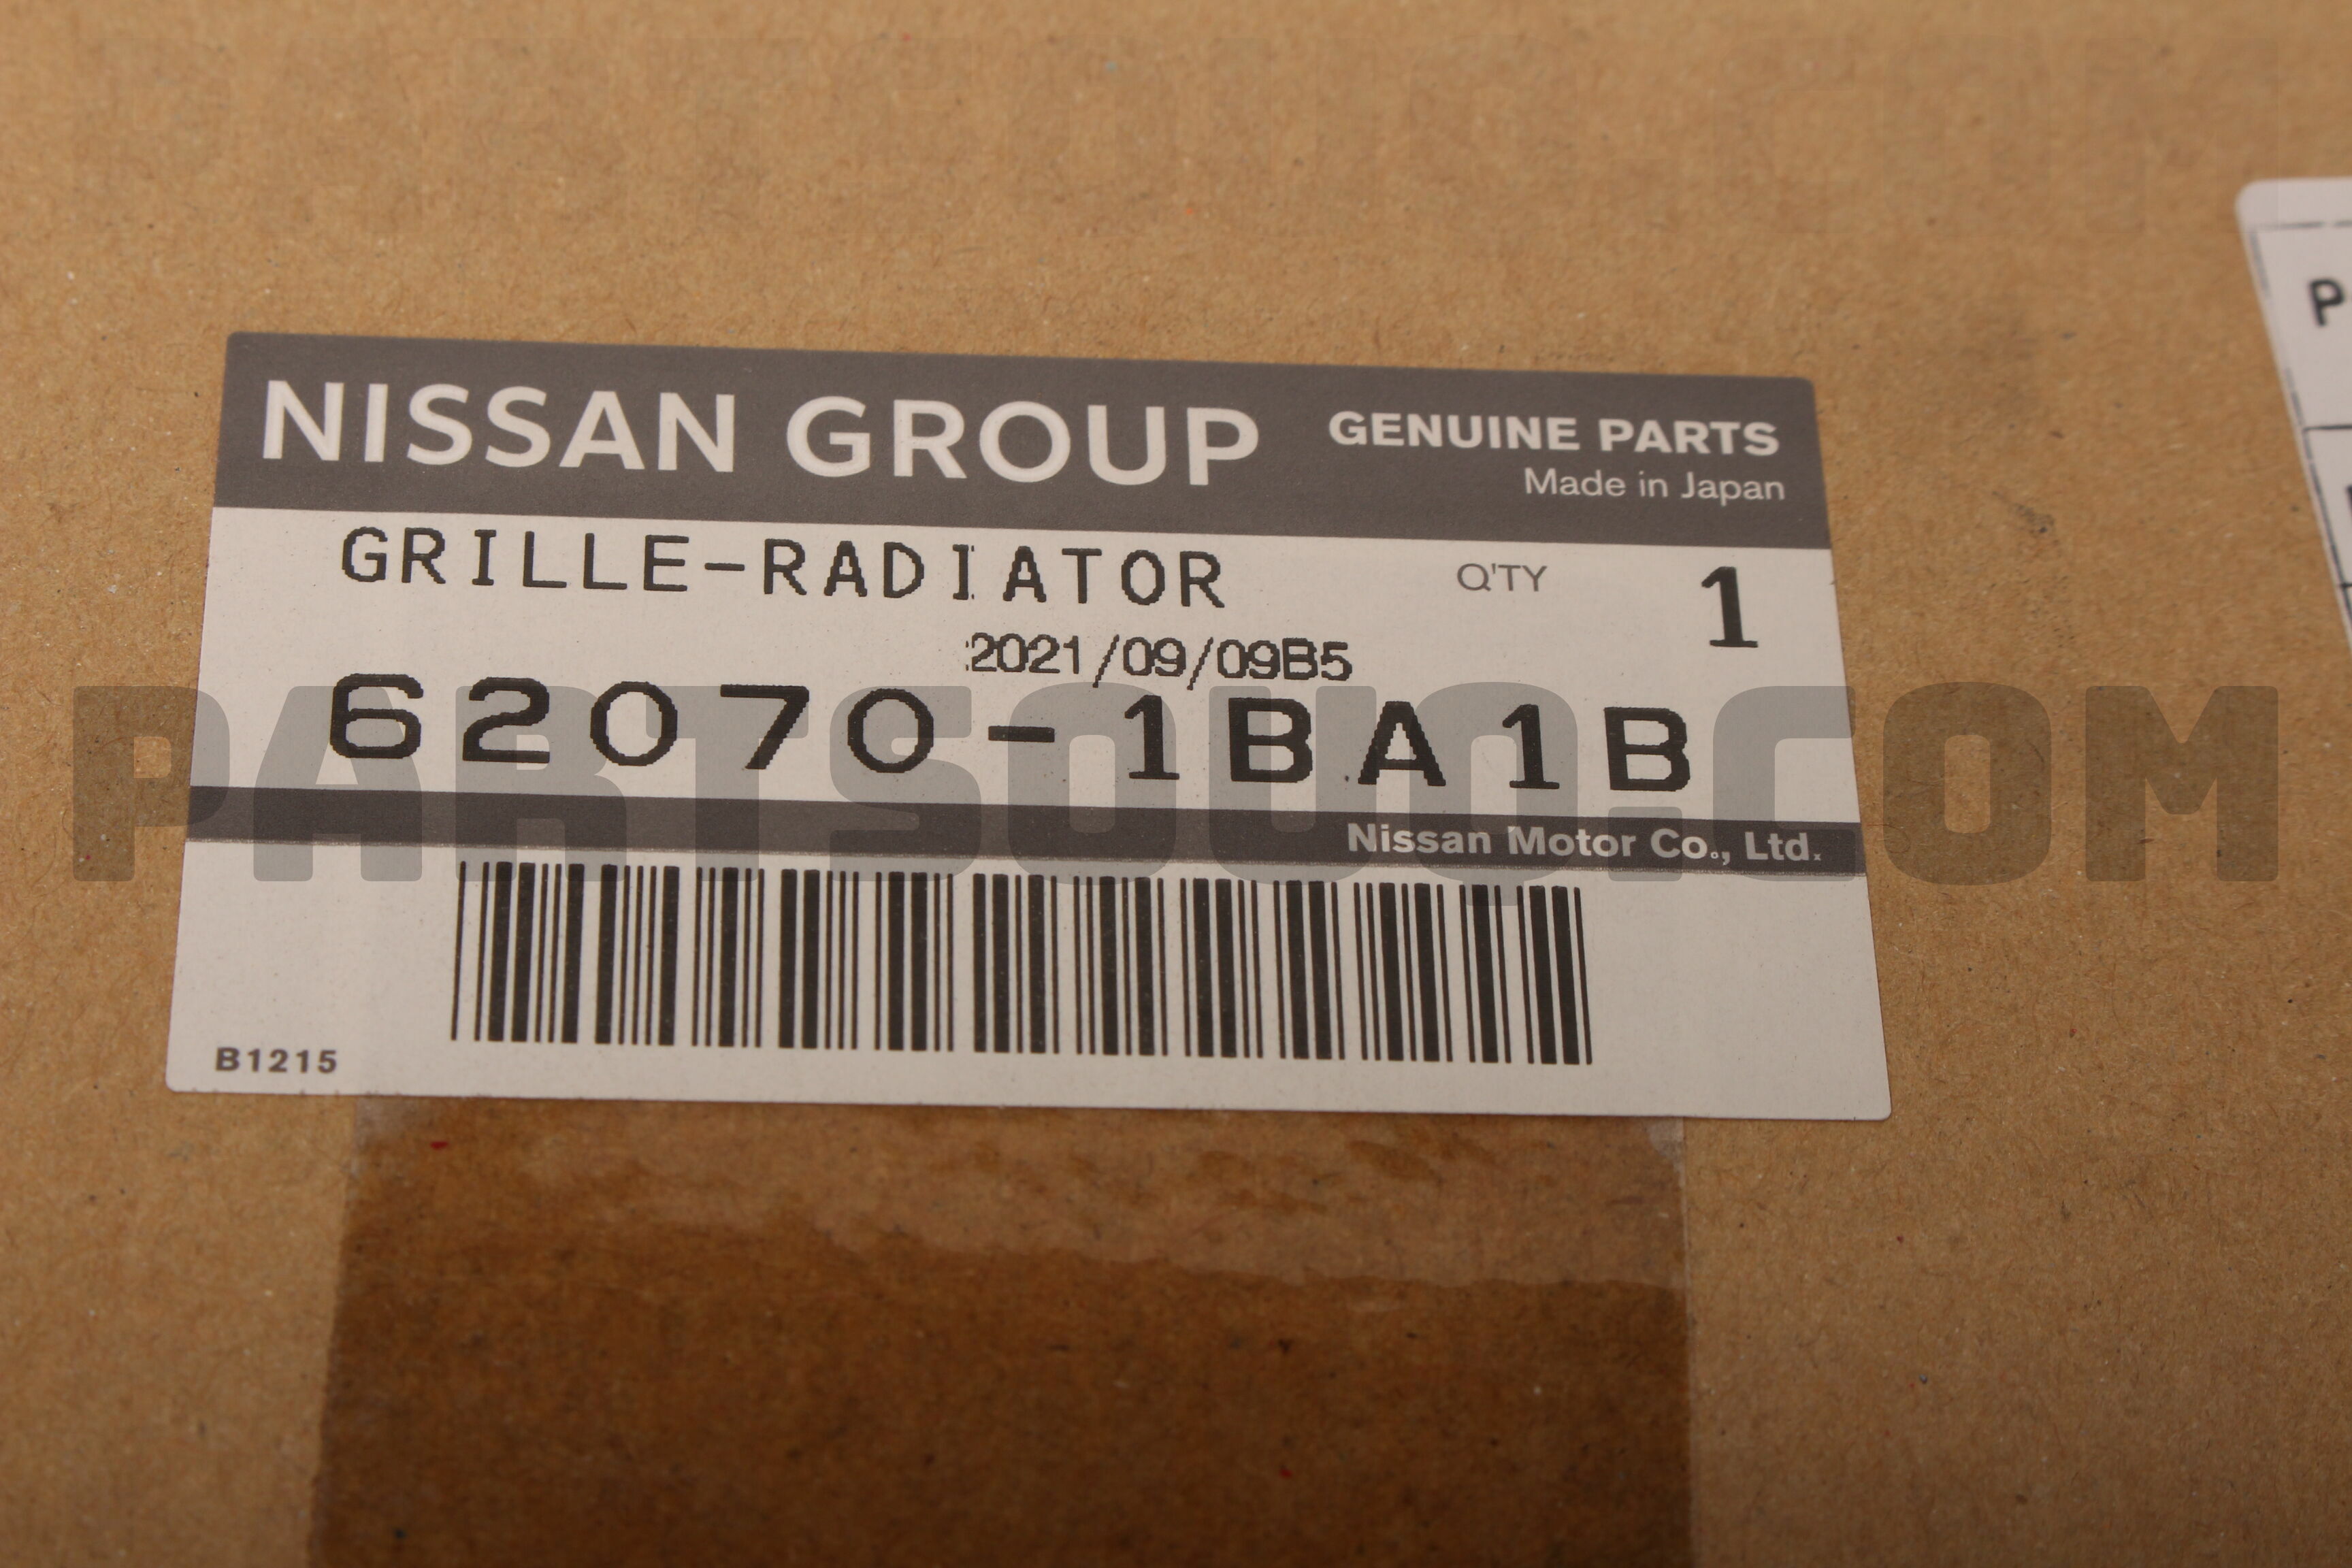 NISSAN GROUP GENUINE PARTS
Made in Japan
GRILLE-RADIATOR Q'TY 1
2021/09/09B5
62070-1BA1B
PARTSOUQ.COM
Nissan Motor Co., Ltd.
B1215
P